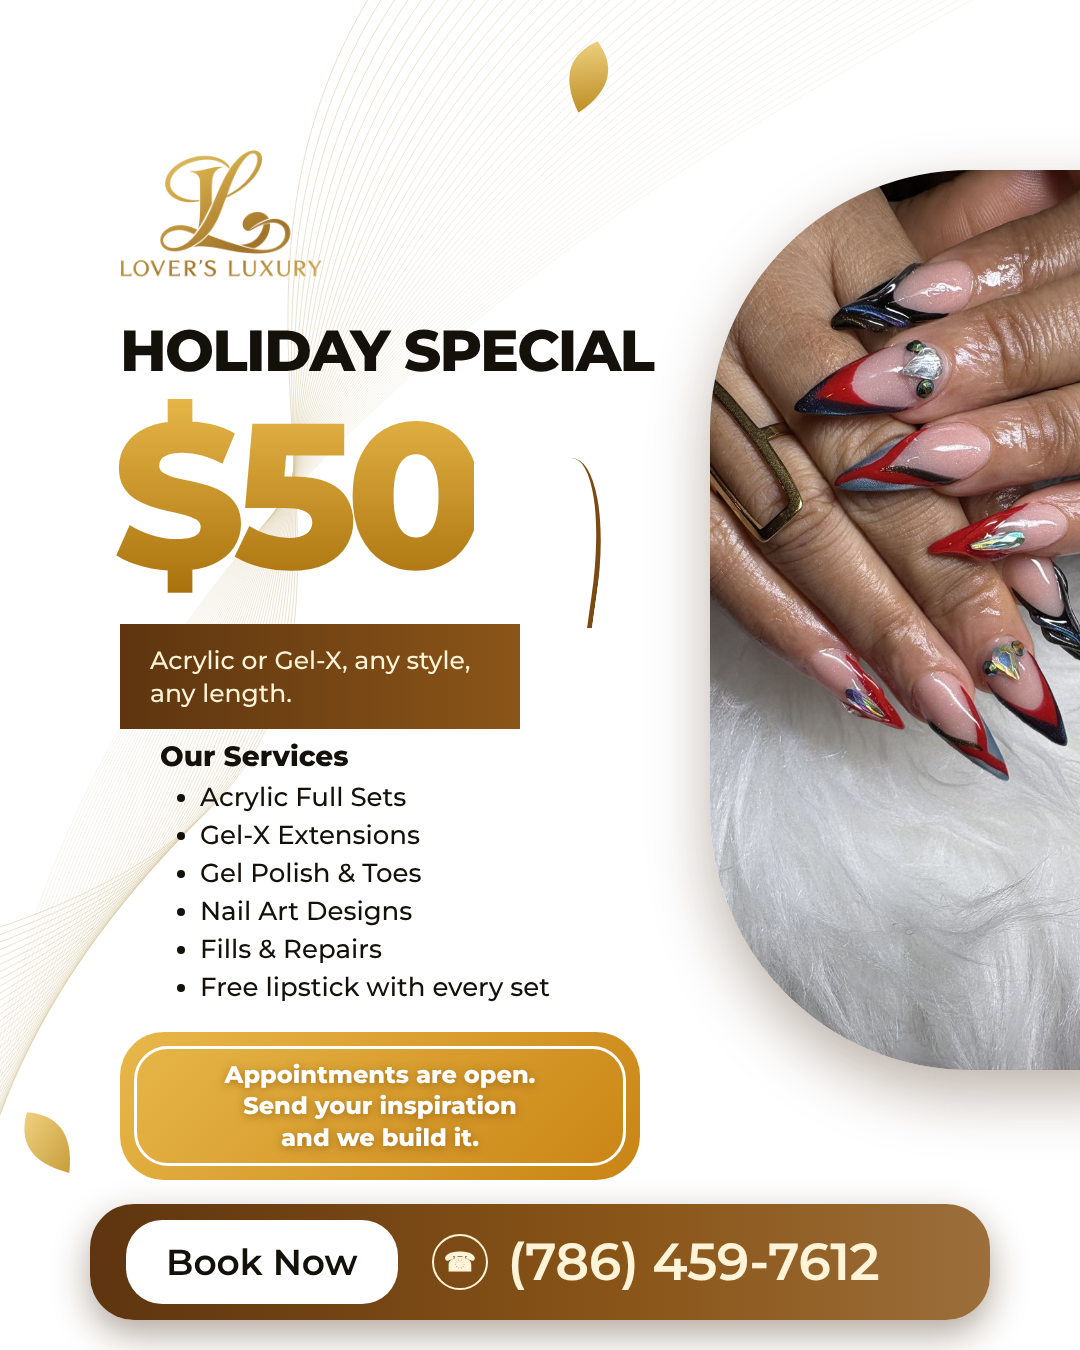 LOVER'S LUXURY
HOLIDAY SPECIAL
$50
Acrylic or Gel-X, any style,
any length.
Our Services
• Acrylic Full Sets
• Gel-X Extensions
• Gel Polish & Toes
• Nail Art Designs
• Fills & Repairs
• Free lipstick with every set
Appointments are open.
Send your inspiration
and we build it.
Book Now ☎ (786) 459-7612